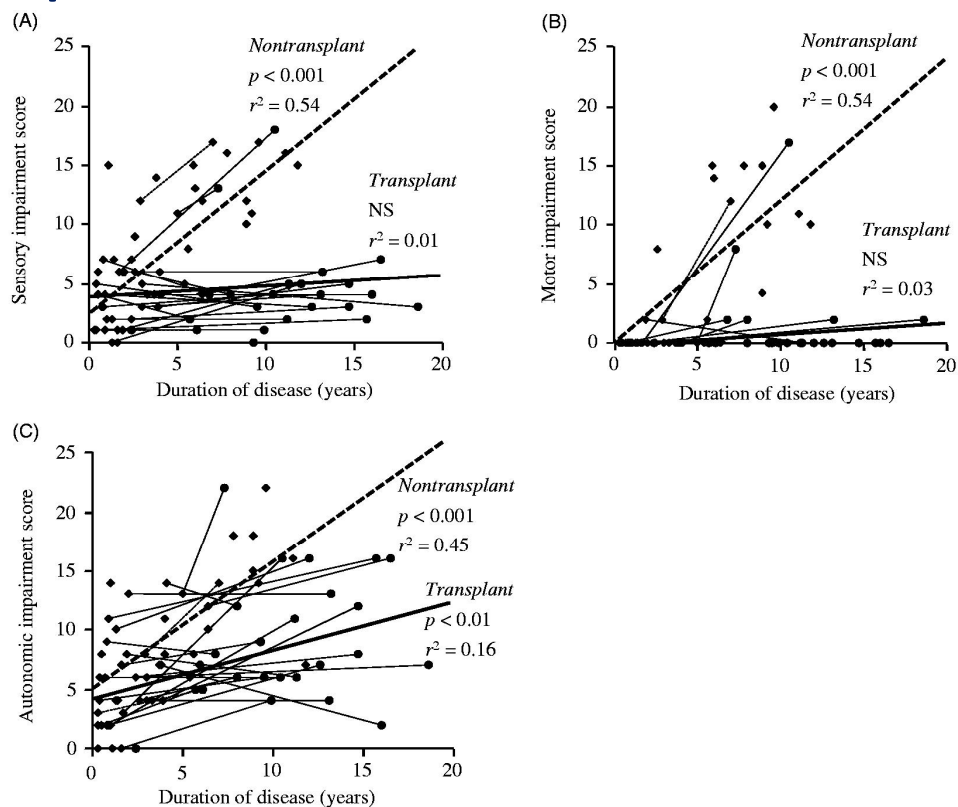 (A)
25
20
15
10
5
0
Sensory impairment score
Nontransplant
p < 0.001
r² = 0.54
Transplant
NS
r² = 0.01
0 5 10 15 20
Duration of disease (years)
(B)
25
20
15
10
5
0
Motor impairment score
Nontransplant
p < 0.001
r² = 0.54
Transplant
NS
r² = 0.03
0 5 10 15 20
Duration of disease (years)
(C)
25
20
15
10
5
0
Autonomic impairment score
Nontransplant
p < 0.001
r² = 0.45
Transplant
p < 0.01
r² = 0.16
0 5 10 15 20
Duration of disease (years)